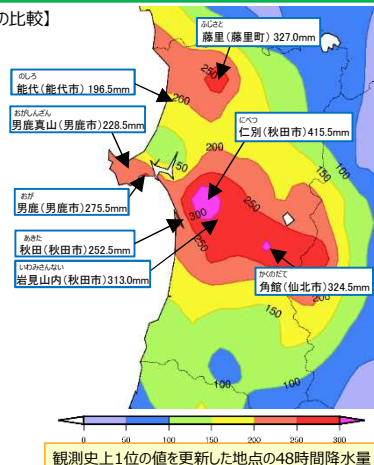 の比較】
ふじさと
藤里(藤里町) 327.0mm
のしろ
能代(能代市) 196.5mm
おがしんざん
男鹿真山(男鹿市)228.5mm
にべつ
仁別(秋田市)415.5mm
おが
男鹿(男鹿市)275.5mm
あきた
秋田(秋田市)252.5mm
いわみさんない
岩見山内(秋田市)313.0mm
かくのだて
角館(仙北市)324.5mm
250
200
150
200
100
250
300
250
200
150
100
100
0 50 100 150 200 250 300
観測史上1位の値を更新した地点の48時間降水量